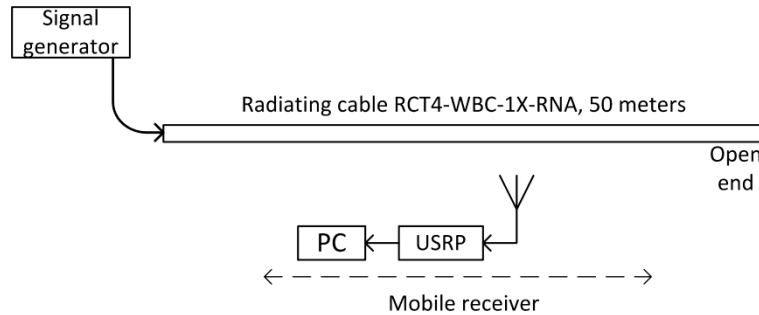 Signal
generator
Radiating cable RCT4-WBC-1X-RNA, 50 meters
Open
end
PC
USRP
Mobile receiver